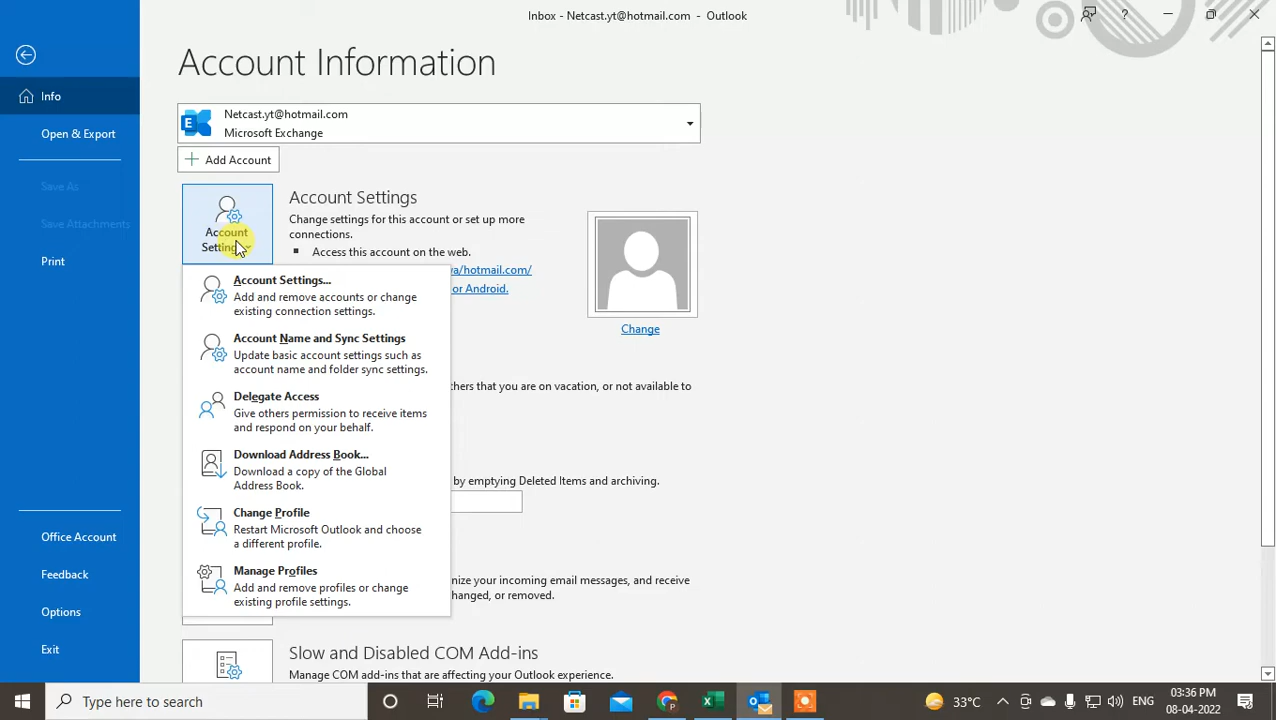 Inbox - Netcast.yt@hotmail.com - Outlook
?
Account Information
Info
Open & Export
Save As
Save Attachments
Print
Office Account
Feedback
Options
Exit
Netcast.yt@hotmail.com
Microsoft Exchange
Add Account
Account
Account Settings
Change settings for this account or set up more
connections.
Access this account on the web.
va/hotmail.com/
or Android.
Change
Account Settings...
Add and remove accounts or change
existing connection settings.
Account Name and Sync Settings
Update basic account settings such as
account name and folder sync settings.
Delegate Access
Give others permission to receive items
and respond on your behalf.
Download Address Book...
Download a copy of the Global
Address Book.
Change Profile
Restart Microsoft Outlook and choose
a different profile.
Manage Profiles
Add and remove profiles or change
existing profile settings.
thers that you are on vacation, or not available to
by emptying Deleted Items and archiving.
nize your incoming email messages, and receive
hanged, or removed.
Slow and Disabled COM Add-ins
Manage COM add-ins that are affecting your Outlook experience.
Type here to search
33°C
ENG
03:36 PM
08-04-2022